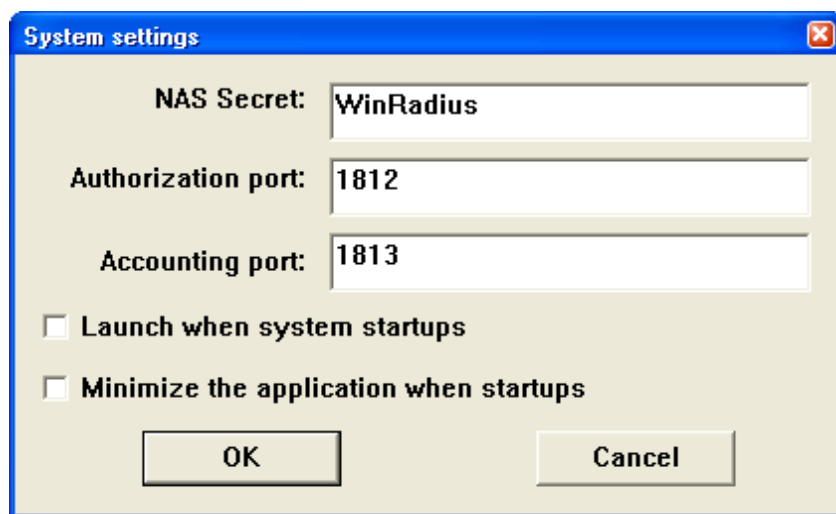 System settings
NAS Secret: WinRadius
Authorization port: 1812
Accounting port: 1813
Launch when system startups
Minimize the application when startups
OK Cancel